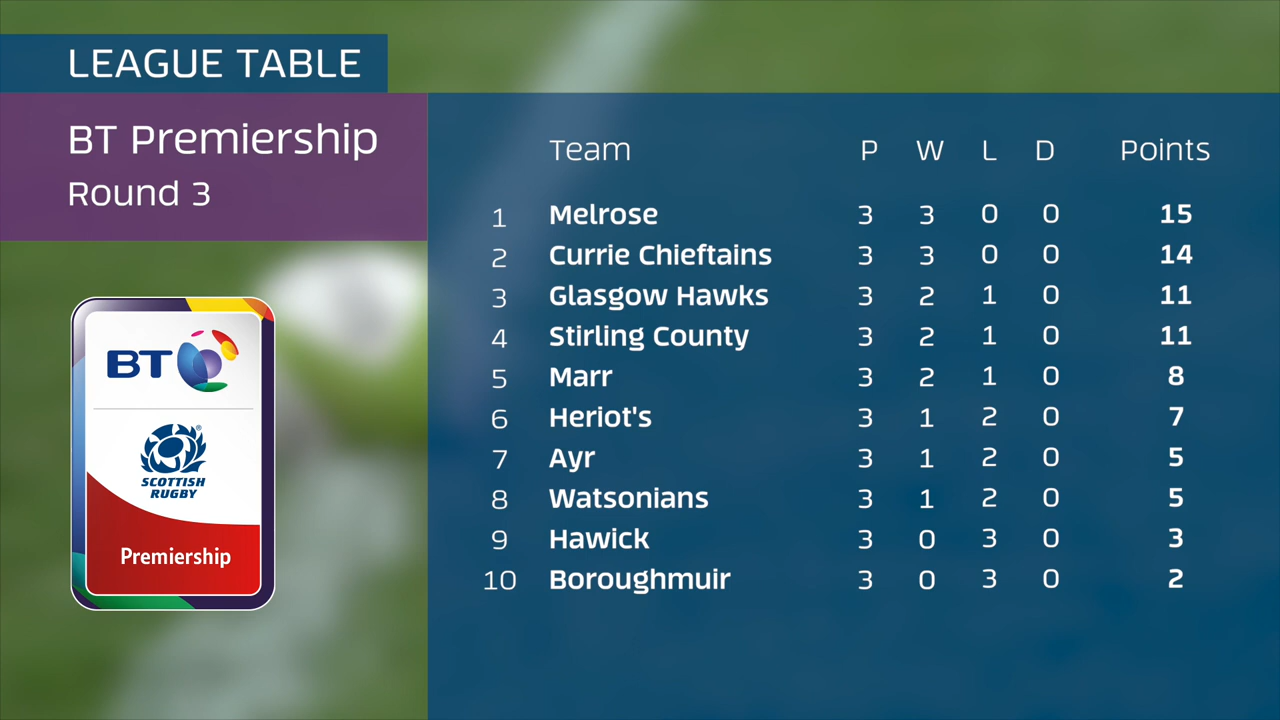 LEAGUE TABLE
BT Premiership
Round 3
BT
SCOTTISH
RUGBY
Premiership
Team P W L D Points
1 Melrose 3 3 0 0 15
2 Currie Chieftains 3 3 0 0 14
3 Glasgow Hawks 3 2 1 0 11
4 Stirling County 3 2 1 0 11
5 Marr 3 2 1 0 8
6 Heriot's 3 1 2 0 7
7 Ayr 3 1 2 0 5
8 Watsonians 3 1 2 0 5
9 Hawick 3 0 3 0 3
10 Boroughmuir 3 0 3 0 2